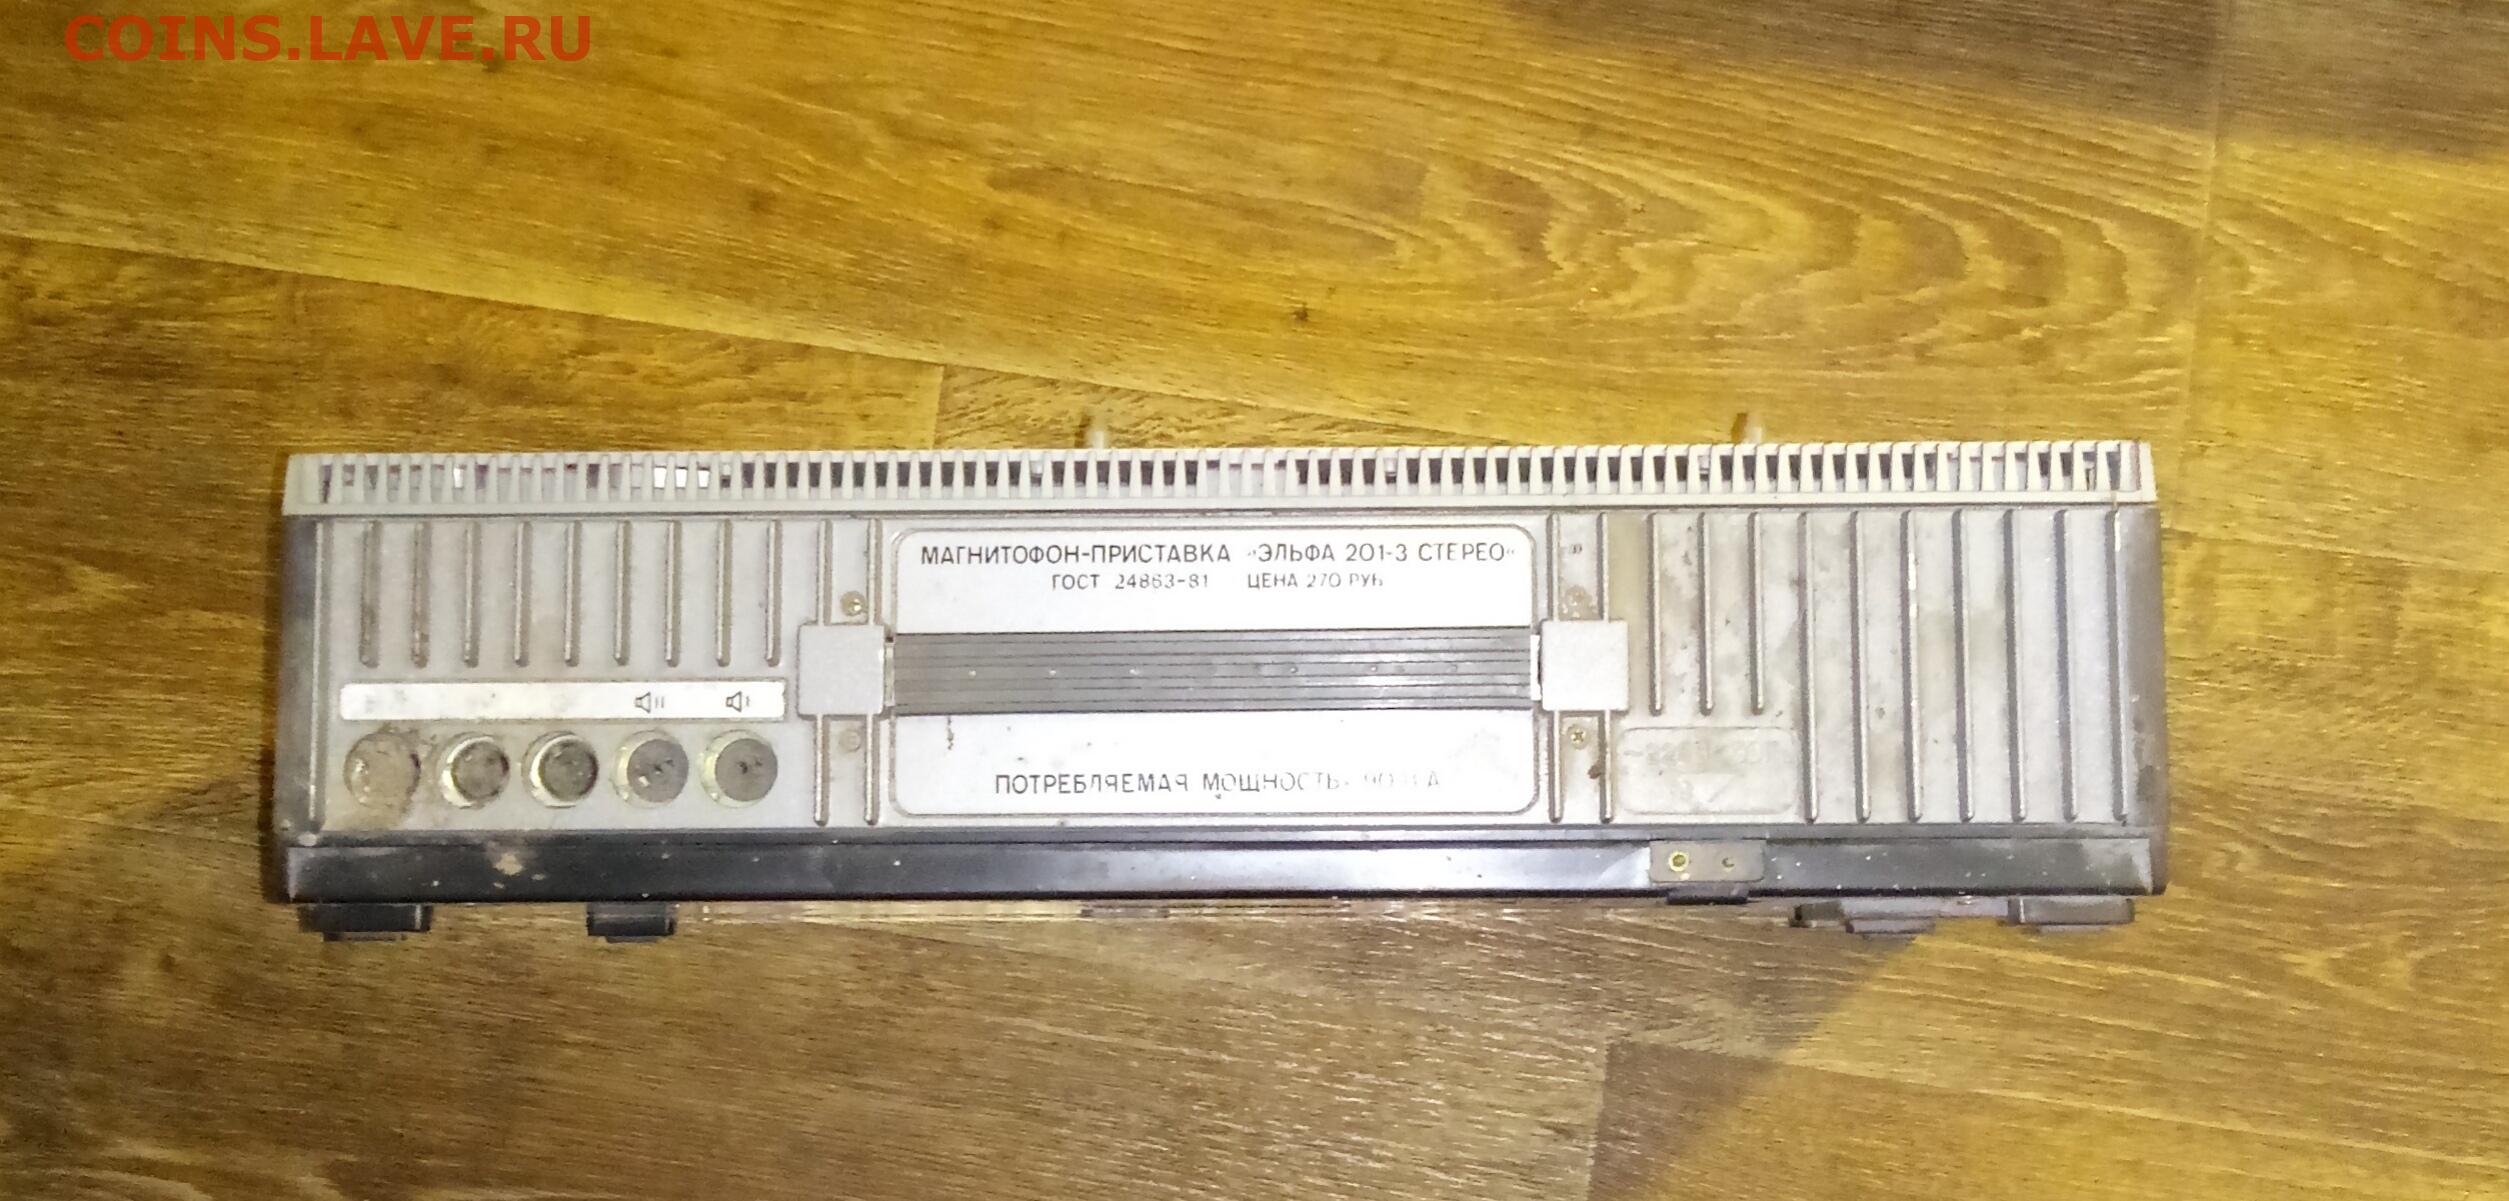 COINS.LAVE.RU
МАГНИТОФОН-ПРИСТАВКА «ЭЛЬФА 201-3 СТЕРЕО«
ГОСТ 24863-81 ЦЕНА 270 РУБ
ПОТРЕБЛЯЕМАЯ МОЩНОСТЬ